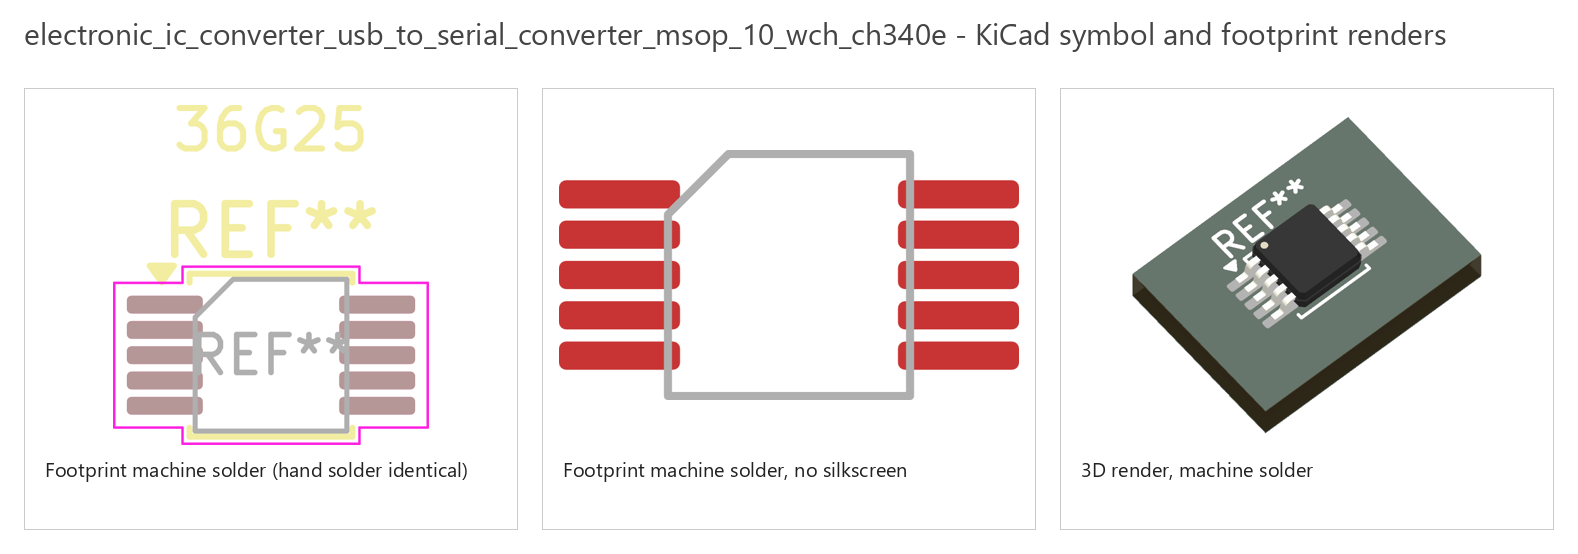 electronic_ic_converter_usb_to_serial_converter_msop_10_wch_ch340e - KiCad symbol and footprint renders
36G25
REF**
REF**
Footprint machine solder (hand solder identical)
Footprint machine solder, no silkscreen
REF**
3D render, machine solder